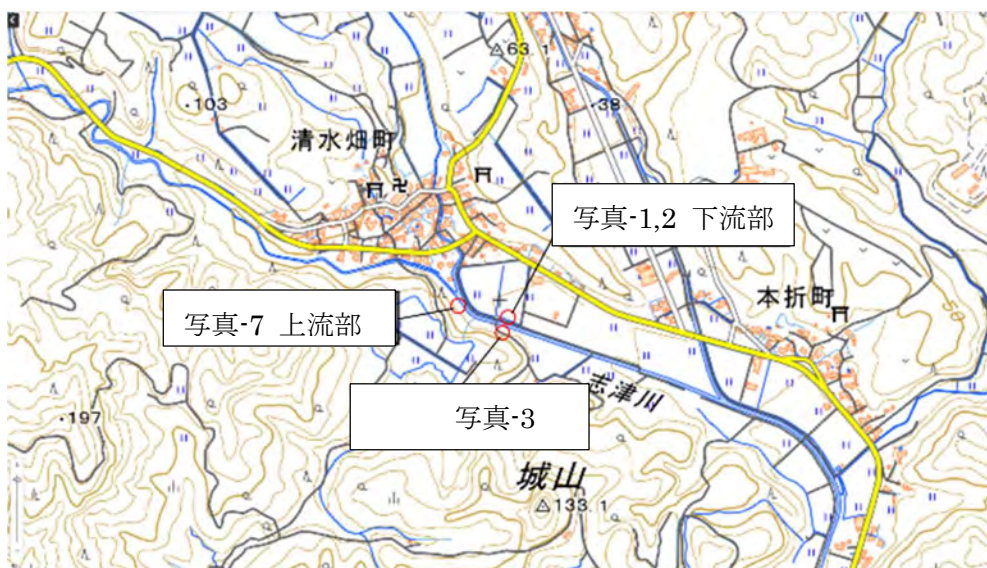 63.1
・103
・38
清水畑町
写真-1,2 下流部
本折町
写真-7 上流部
志津川
写真-3
・197
城山
133.1